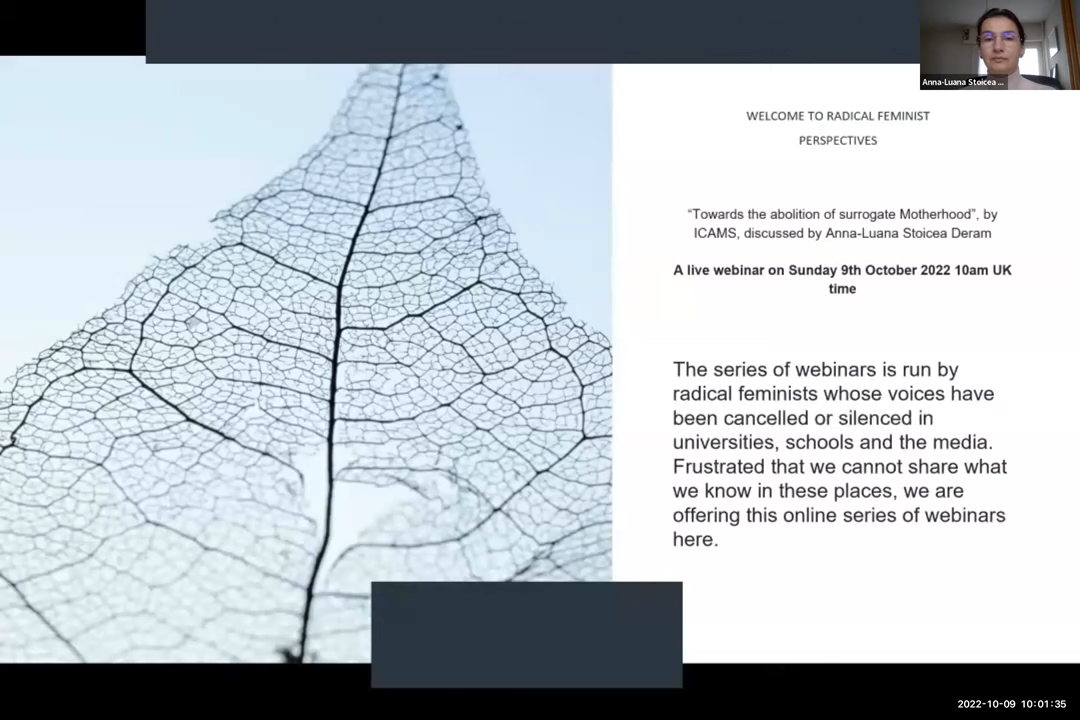 Anna-Luana Stoicea ...
WELCOME TO RADICAL FEMINIST
PERSPECTIVES
“Towards the abolition of surrogate Motherhood”, by
ICAMS, discussed by Anna-Luana Stoicea Deram
A live webinar on Sunday 9th October 2022 10am UK
time
The series of webinars is run by
radical feminists whose voices have
been cancelled or silenced in
universities, schools and the media.
Frustrated that we cannot share what
we know in these places, we are
offering this online series of webinars
here.
2022-10-09 10:01:35